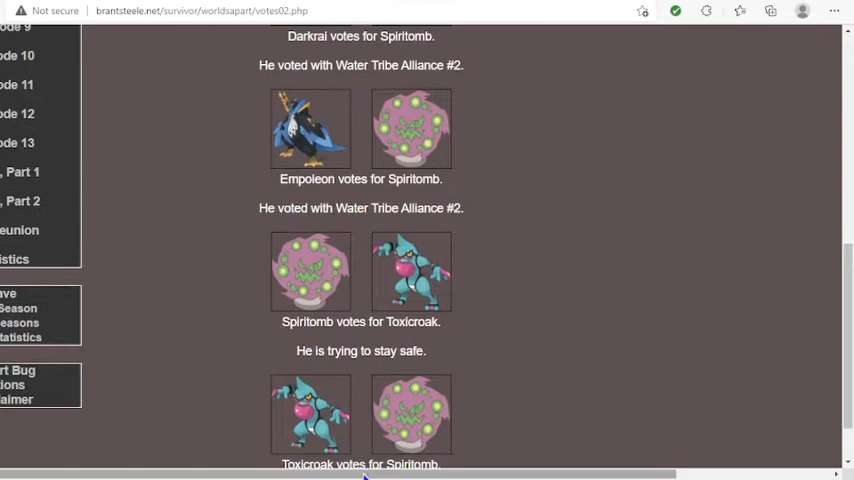 Not secure
brantsteele.net/survivor/worldsapart/votes02.php
ode 9
ode 10
ode 11
ode 12
ode 13
, Part 1
, Part 2
eunion
istics
ave
Season
easons
tatistics
rt Bug
tions
laimer
Darkrai votes for Spiritomb.
He voted with Water Tribe Alliance #2.
Empoleon votes for Spiritomb.
He voted with Water Tribe Alliance #2.
Spiritomb votes for Toxicroak.
He is trying to stay safe.
Toxicroak votes for Spiritomb.